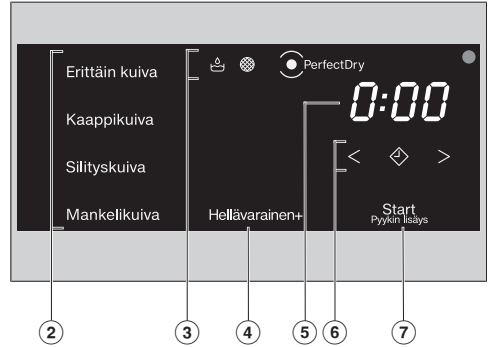 Erittäin kuiva
Kaappikuiva
Silityskuiva
Mankelikuiva
PerfectDry
0:00
< >
Hellävarainen+
Start
Pyykin lisäys
2 3 4 5 6 7